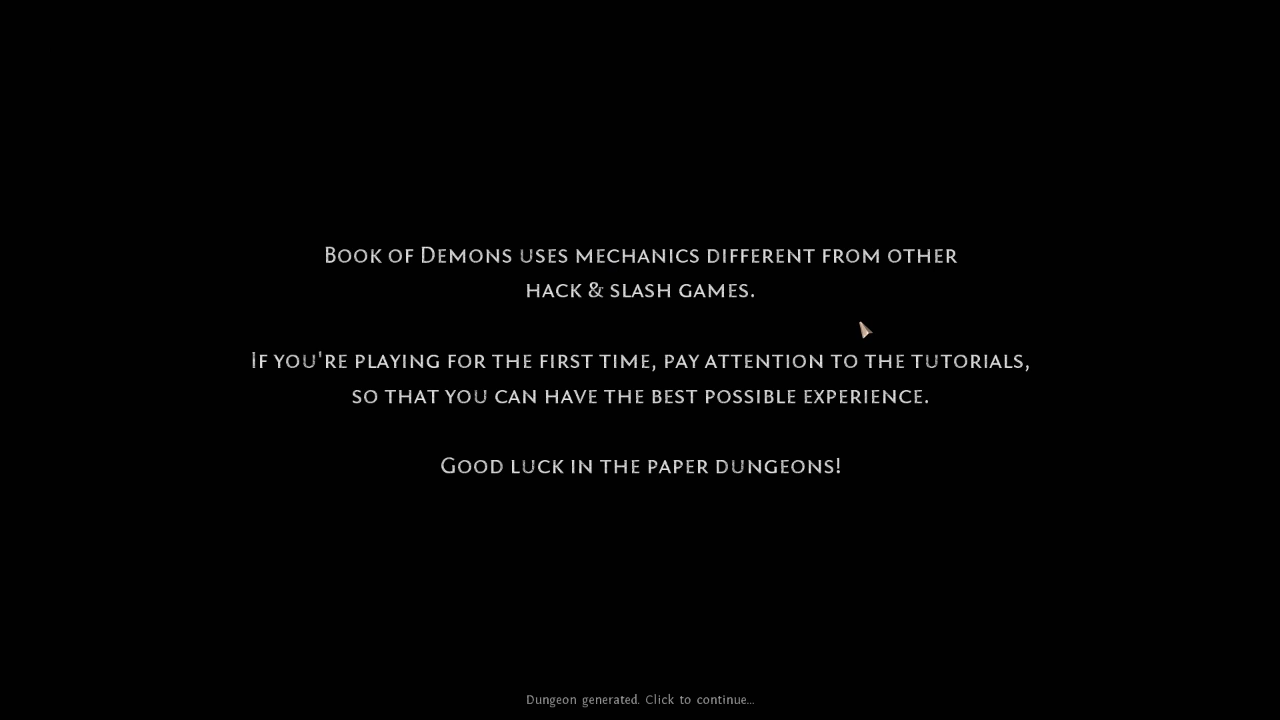 Book of Demons uses mechanics different from other
hack & slash games.
If you're playing for the first time, pay attention to the tutorials,
so that you can have the best possible experience.
Good luck in the paper dungeons!
Dungeon generated. Click to continue...